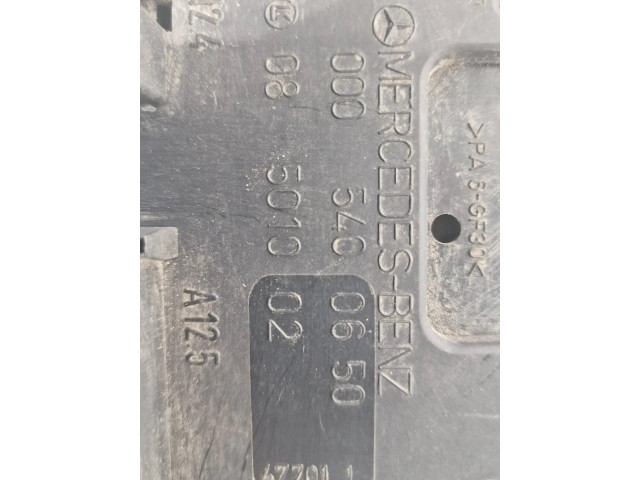 MERCEDES-BENZ
000 540 06 50
08 5010 02
>PA 6-GF30<
A12.5